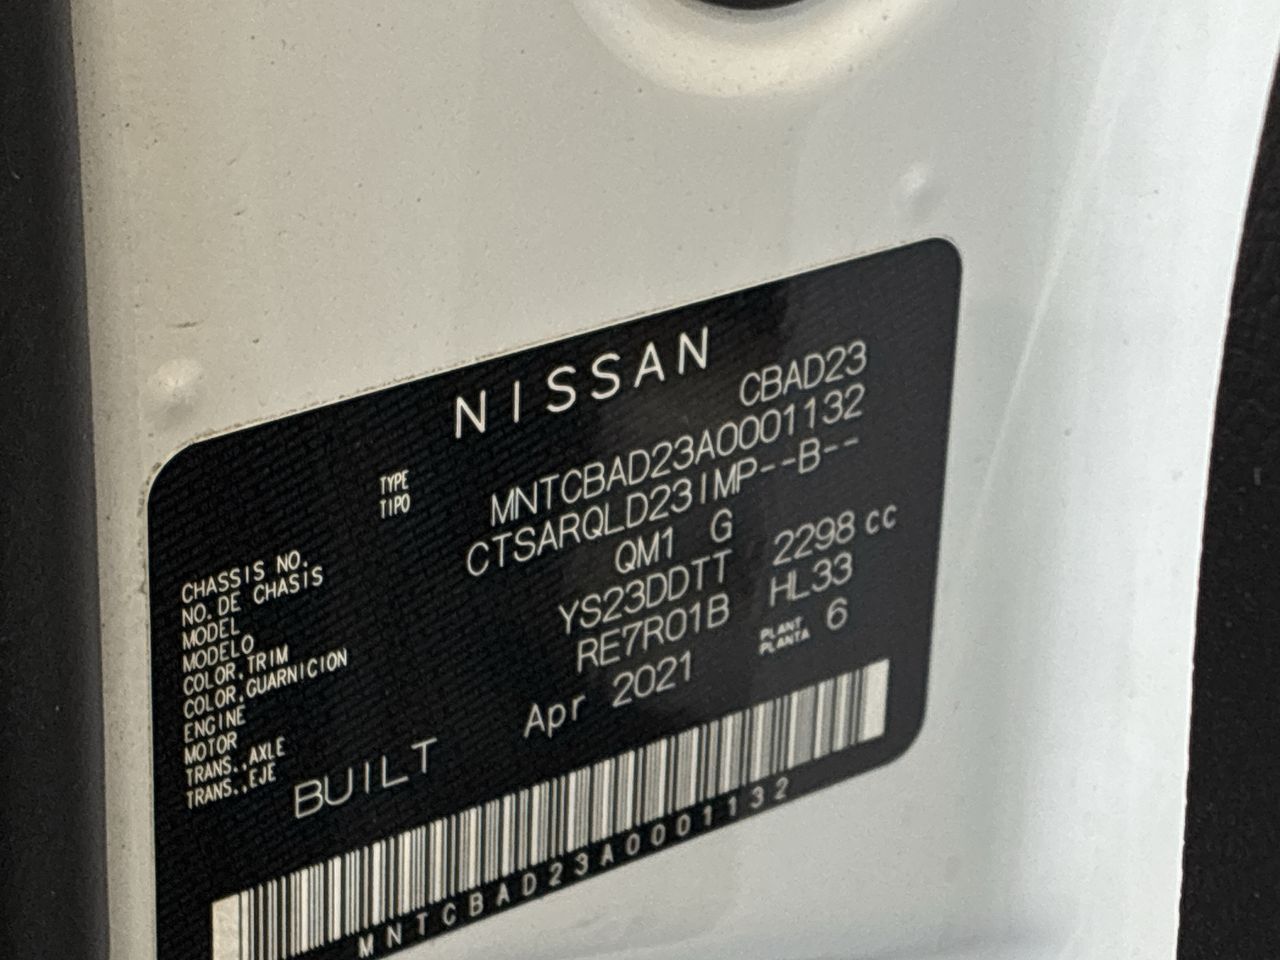 NISSAN
TYPE
TIPO
CBAD23
CHASSIS NO.
NO. DE CHASIS
MNTCBAD23A0001132
MODEL
MODELO
CTSARQLD23IMP--B--
COLOR,TRIM
COLOR,GUARNICION
QM1 G
ENGINE
MOTOR
YS23DDTT 2298 cc
TRANS.,AXLE
TRANS.,EJE
RE7R01B HL33
BUILT Apr 2021
PLANT
PLANTA
6
MNTCBAD23A0001132